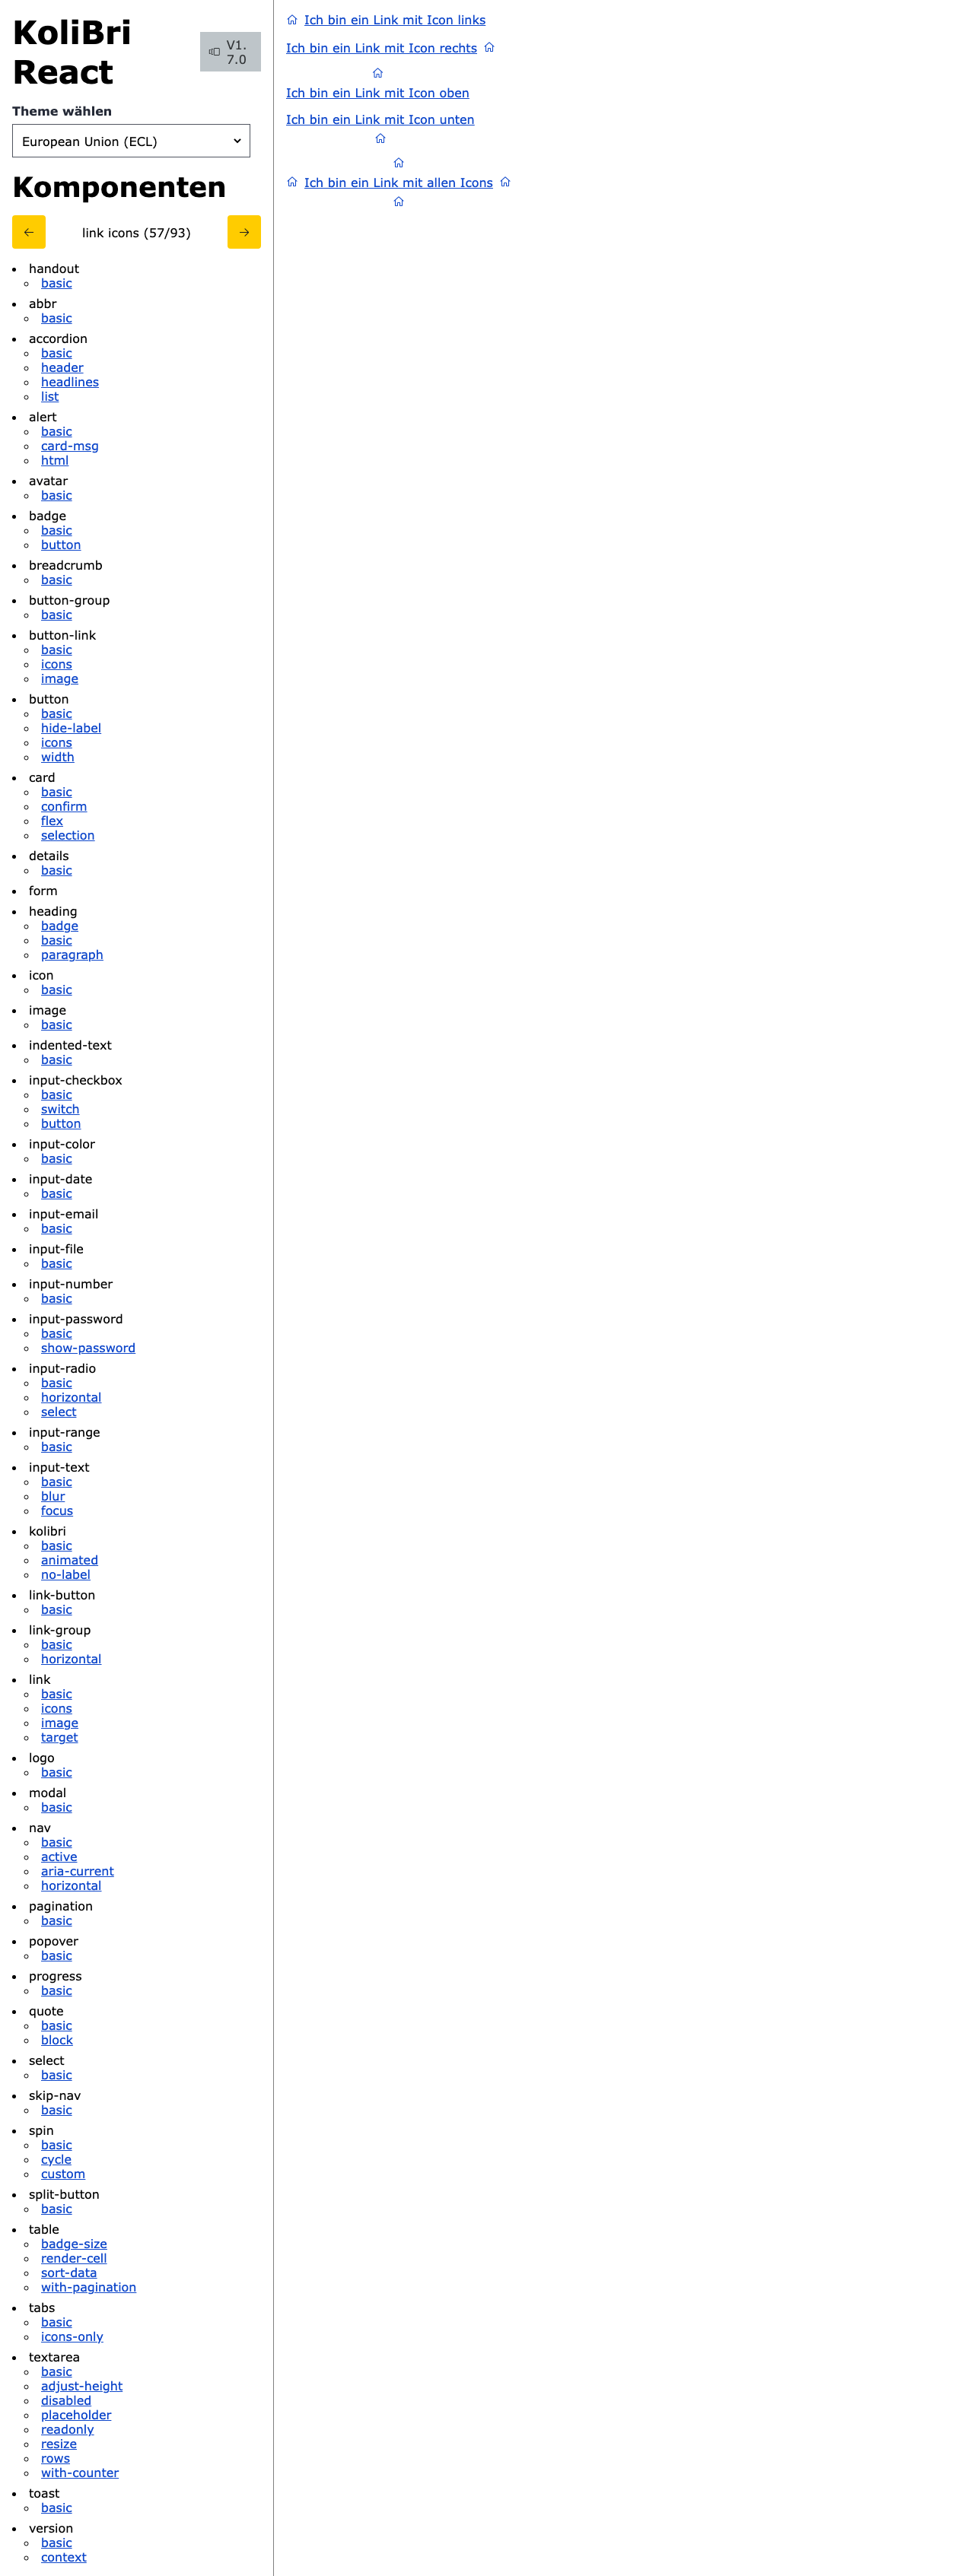 KoliBri
React
V1.
7.0
Theme wählen
European Union (ECL)
Komponenten
link icons (57/93)
handout
basic
abbr
basic
accordion
basic
header
headlines
list
alert
basic
card-msg
html
avatar
basic
badge
basic
button
breadcrumb
basic
button-group
basic
button-link
basic
icons
image
button
basic
hide-label
icons
width
card
basic
confirm
flex
selection
details
basic
form
heading
badge
basic
paragraph
icon
basic
image
basic
indented-text
basic
input-checkbox
basic
switch
button
input-color
basic
input-date
basic
input-email
basic
input-file
basic
input-number
basic
input-password
basic
show-password
input-radio
basic
horizontal
select
input-range
basic
input-text
basic
blur
focus
kolibri
basic
animated
no-label
link-button
basic
link-group
basic
horizontal
link
basic
icons
image
target
logo
basic
modal
basic
nav
basic
active
aria-current
horizontal
pagination
basic
popover
basic
progress
basic
quote
basic
block
select
basic
skip-nav
basic
spin
basic
cycle
custom
split-button
basic
table
badge-size
render-cell
sort-data
with-pagination
tabs
basic
icons-only
textarea
basic
adjust-height
disabled
placeholder
readonly
resize
rows
with-counter
toast
basic
version
basic
context
Ich bin ein Link mit Icon links
Ich bin ein Link mit Icon rechts
Ich bin ein Link mit Icon oben
Ich bin ein Link mit Icon unten
Ich bin ein Link mit allen Icons